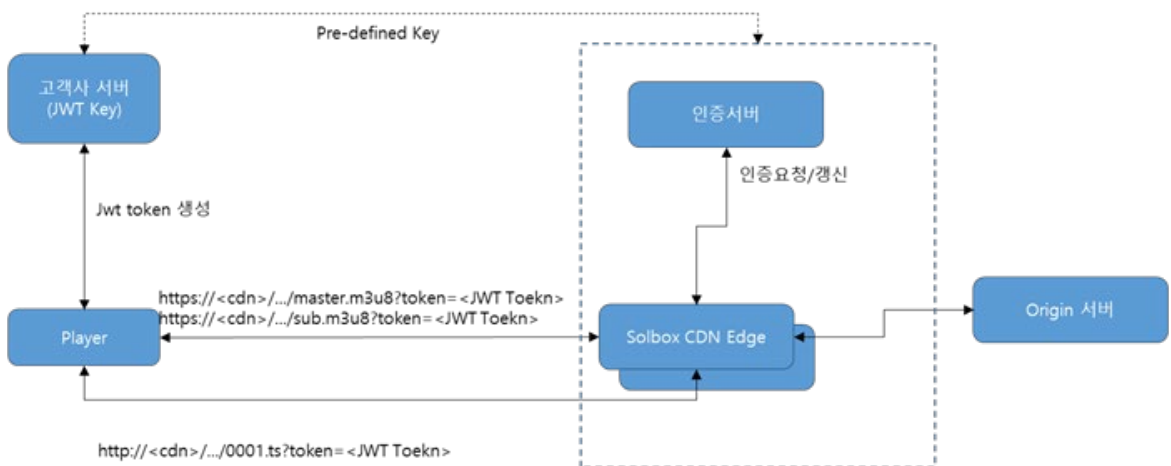 Pre-defined Key
고객사 서버
(JWT Key)
인증서버
인증요청/갱신
Jwt token 생성
https://<cdn>/.../master.m3u8?token=<JWT Toekn>
https://<cdn>/.../sub.m3u8?token=<JWT Toekn>
Player
Solbox CDN Edge
Origin 서버
http://<cdn>/.../0001.ts?token=<JWT Toekn>